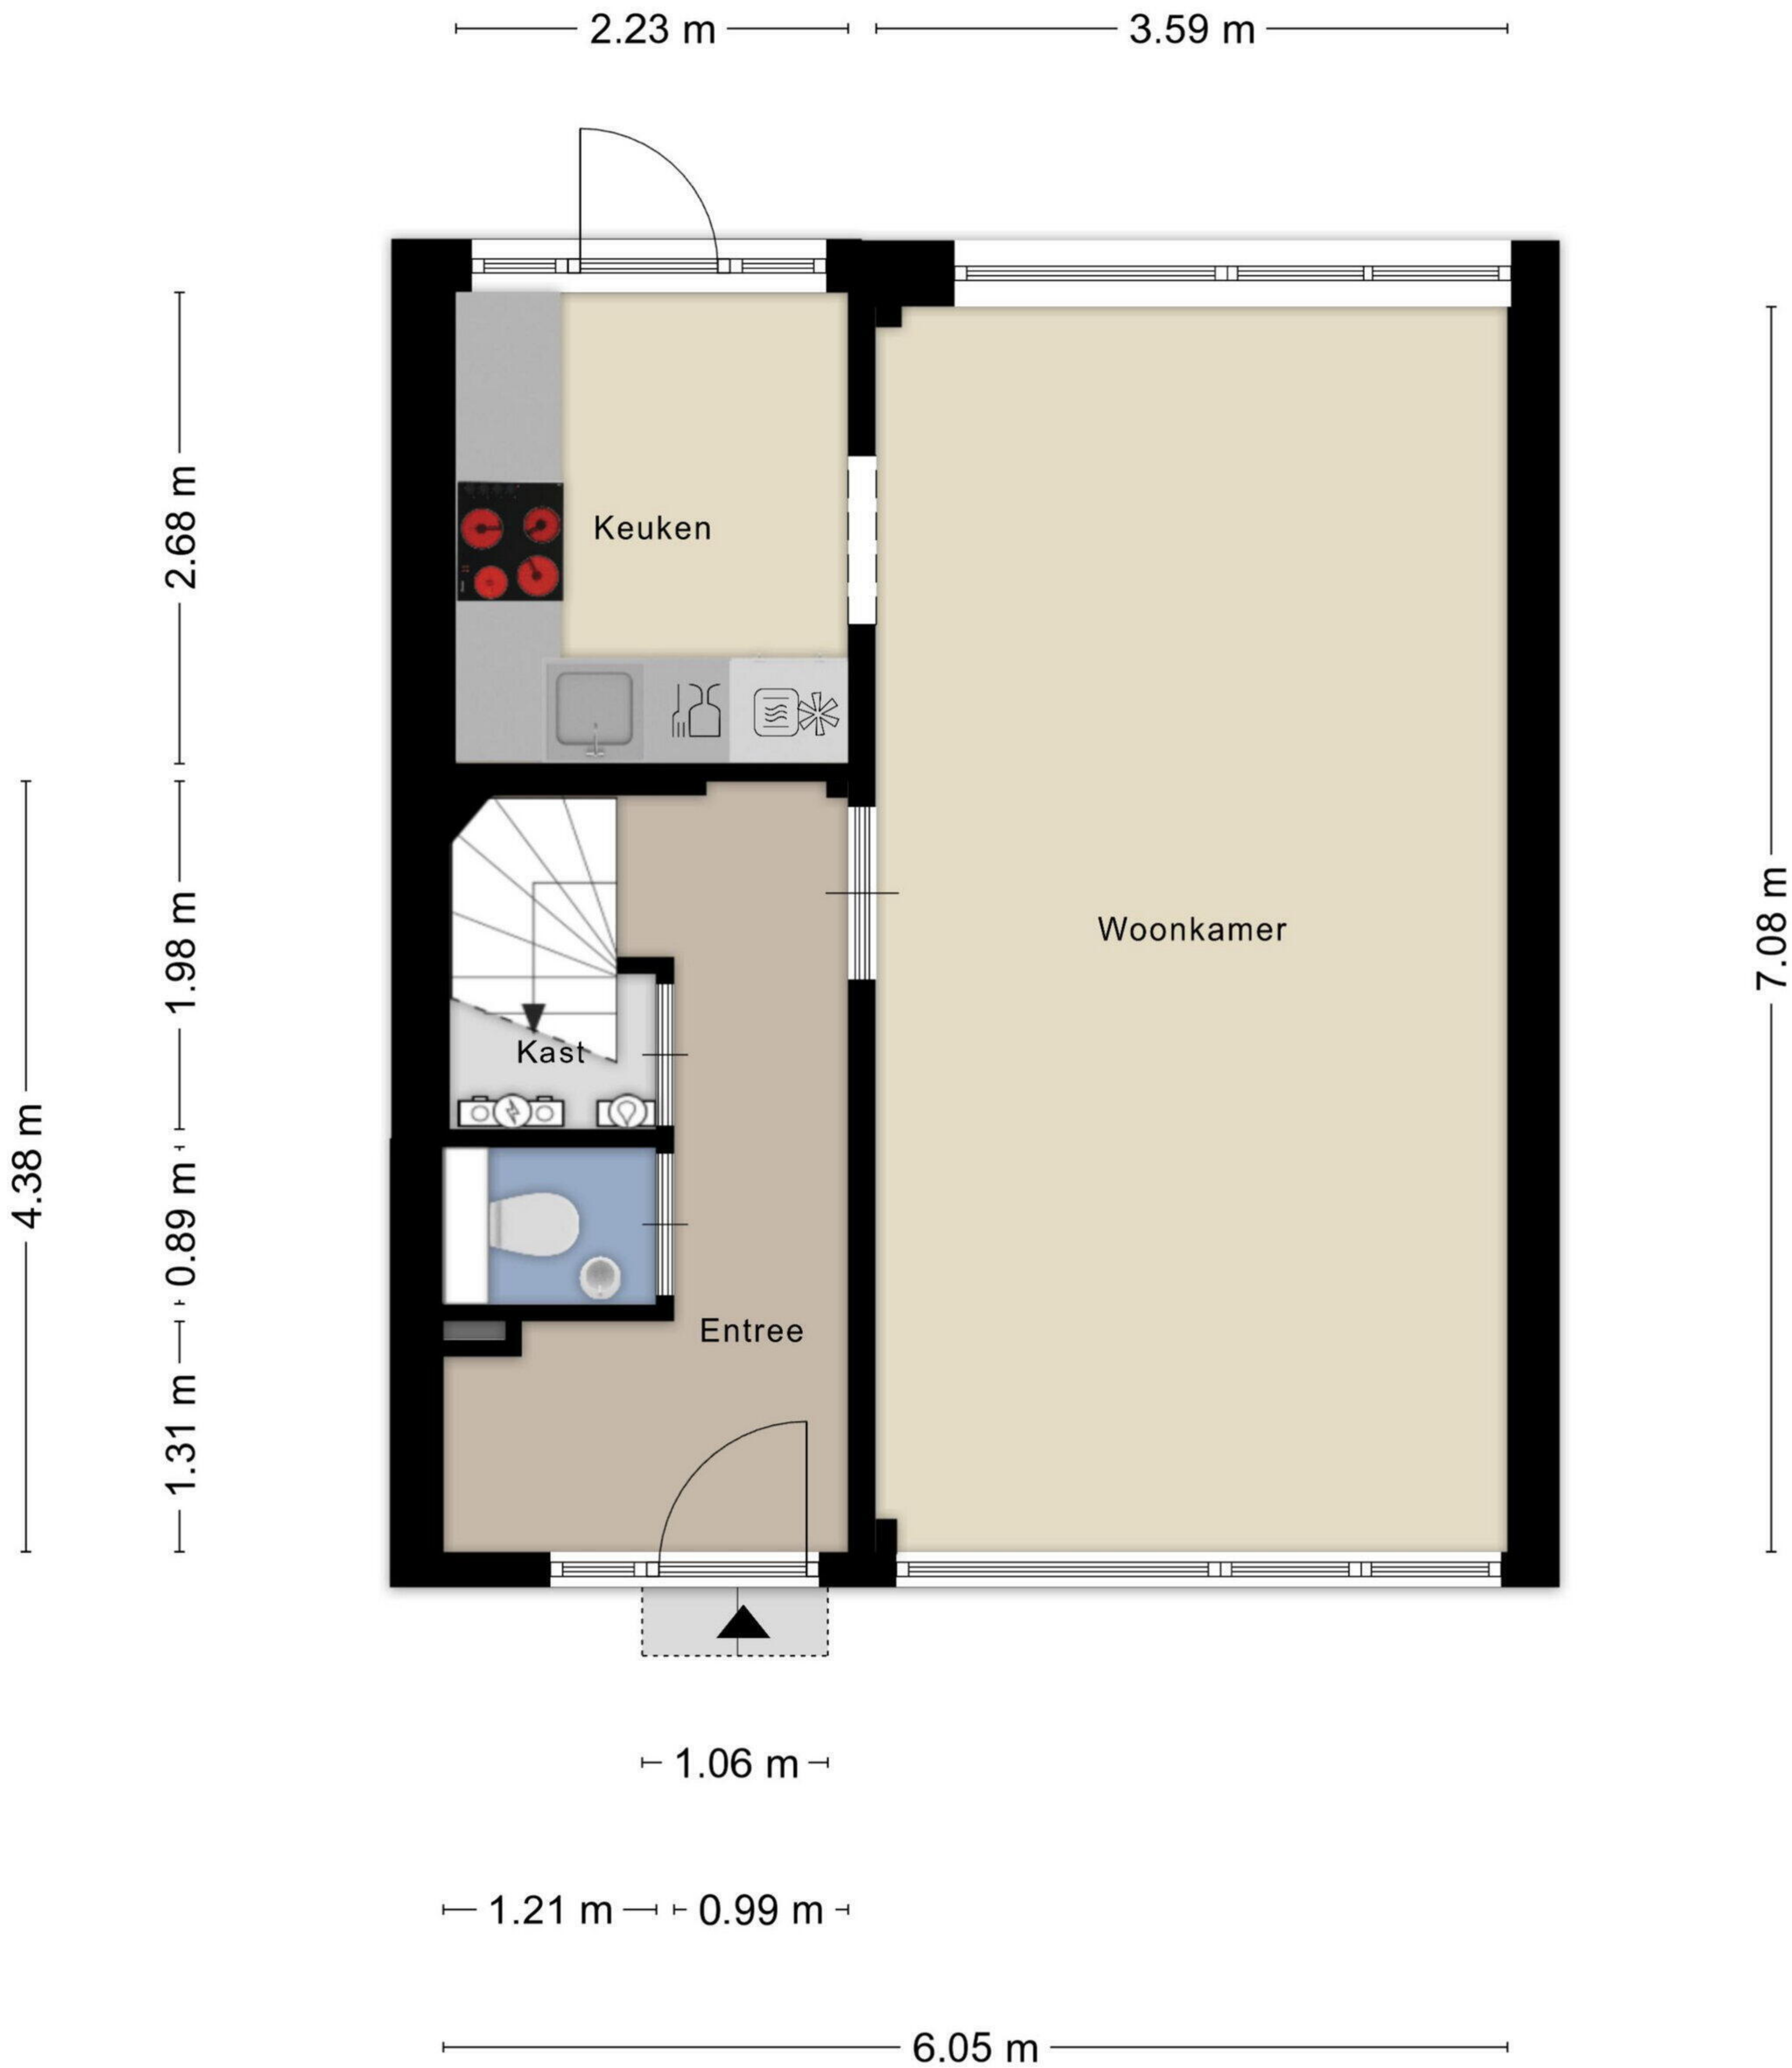 2.23 m
3.59 m
Keuken
2.68 m
Woonkamer
7.08 m
1.98 m
Kast
4.38 m
0.89 m
Entree
1.31 m
1.06 m
1.21 m
0.99 m
6.05 m